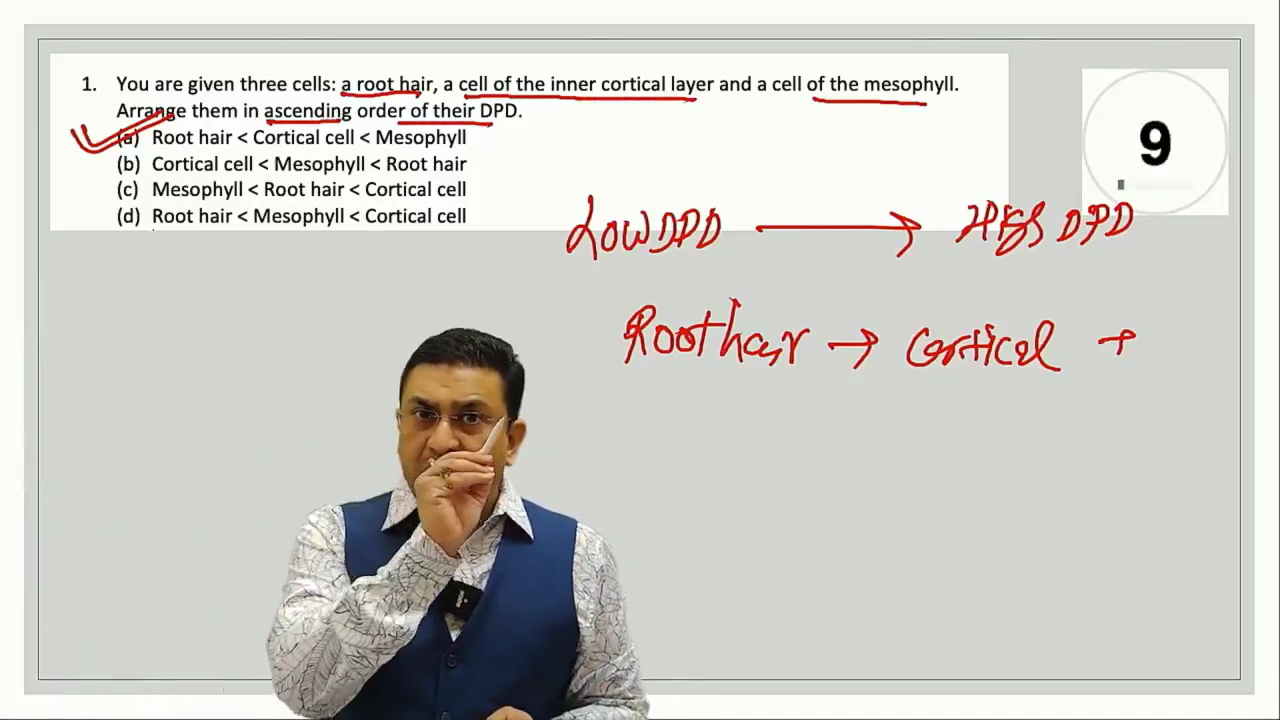 1. You are given three cells: a root hair, a cell of the inner cortical layer and a cell of the mesophyll.
Arrange them in ascending order of their DPD.
(a) Root hair < Cortical cell < Mesophyll
(b) Cortical cell < Mesophyll < Root hair
(c) Mesophyll < Root hair < Cortical cell
(d) Root hair < Mesophyll < Cortical cell
9
Low DPD → High DPD
Root hair → Cortical →